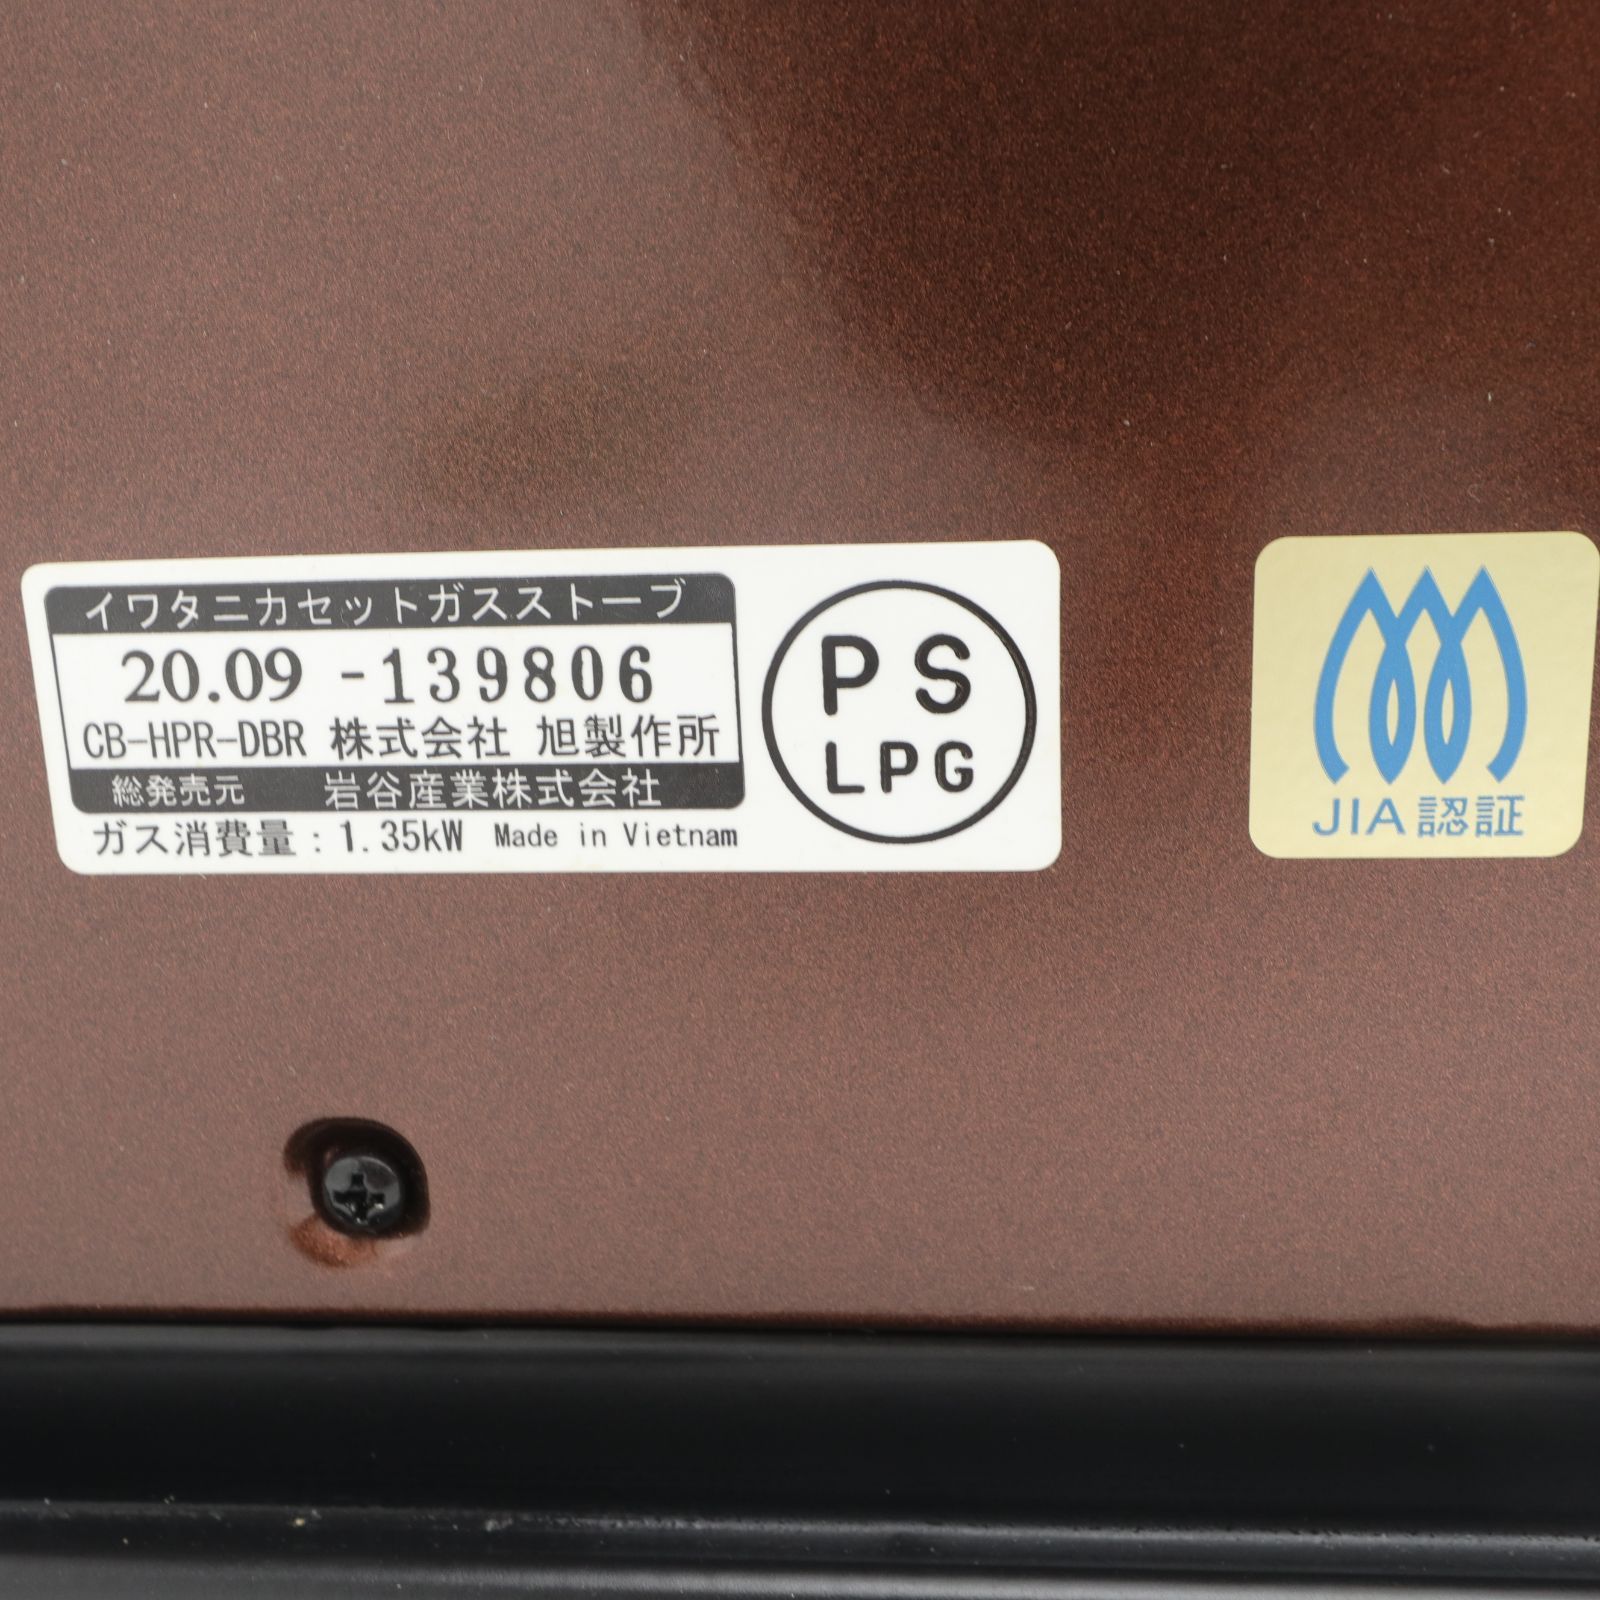 イワタニカセットガスストーブ
20.09 -139806
CB-HPR-DBR 株式会社 旭製作所
総発売元 岩谷産業株式会社
ガス消費量 : 1.35kW Made in Vietnam
PS
LPG
JIA認証